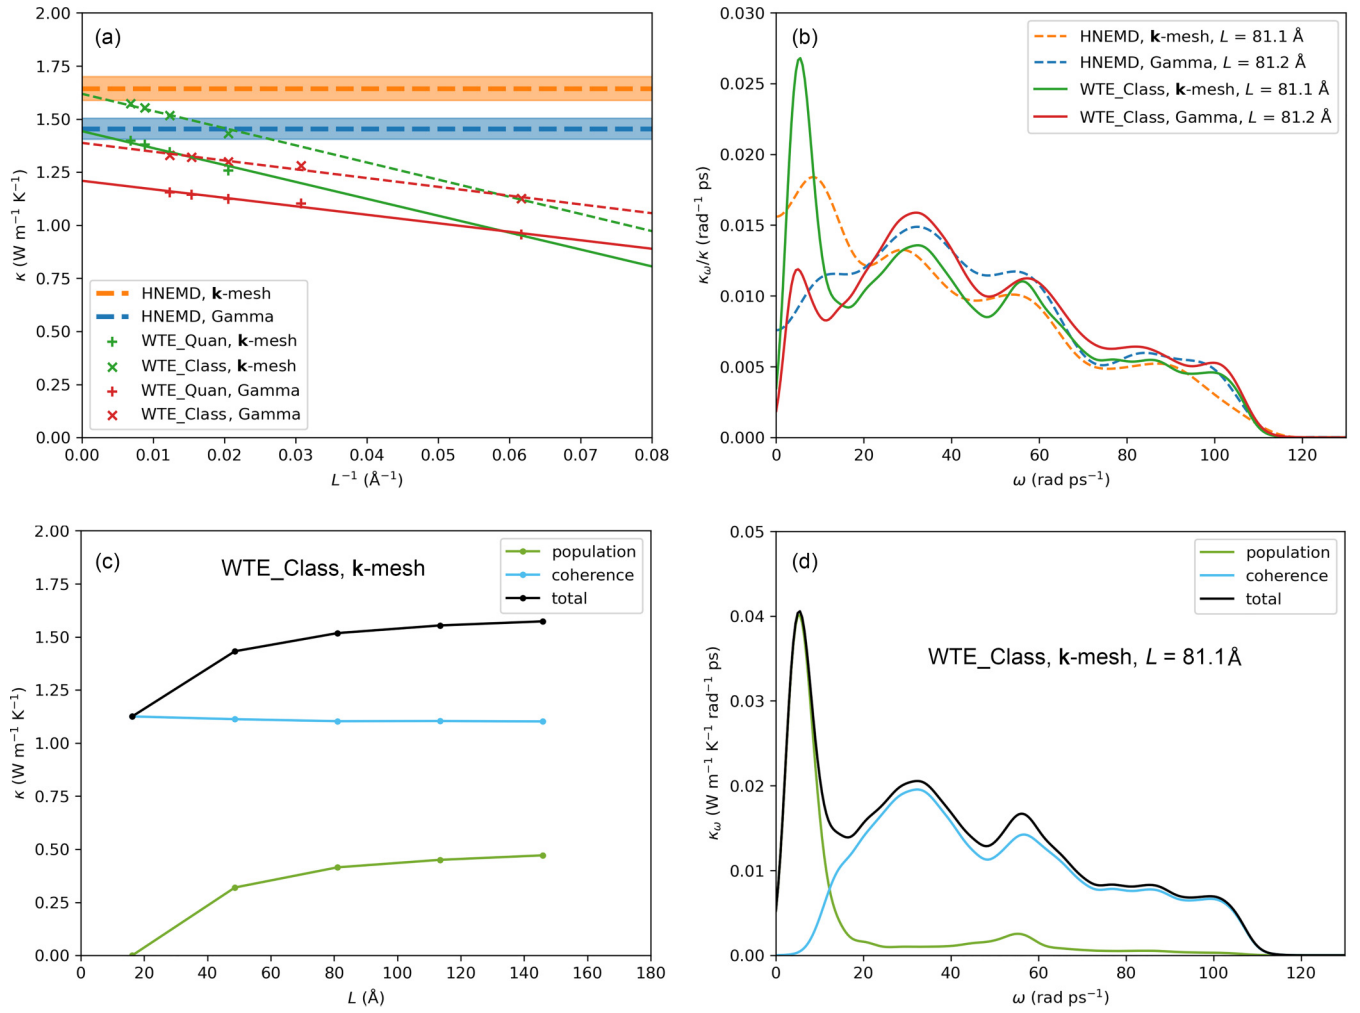 (a)
2.00
1.75
1.50
1.25
1.00
0.75
0.50
0.25
0.00
κ (W m⁻¹ K⁻¹)
HNEMD, k-mesh
HNEMD, Gamma
WTE_Quan, k-mesh
WTE_Class, k-mesh
WTE_Quan, Gamma
WTE_Class, Gamma
0.00 0.01 0.02 0.03 0.04 0.05 0.06 0.07 0.08
L⁻¹ (Å⁻¹)
(b)
0.030
0.025
0.020
0.015
0.010
0.005
0.000
κω/κ (rad⁻¹ ps)
HNEMD, k-mesh, L = 81.1 Å
HNEMD, Gamma, L = 81.2 Å
WTE_Class, k-mesh, L = 81.1 Å
WTE_Class, Gamma, L = 81.2 Å
0 20 40 60 80 100 120
ω (rad ps⁻¹)
(c)
WTE_Class, k-mesh
2.00
1.75
1.50
1.25
1.00
0.75
0.50
0.25
0.00
κ (W m⁻¹ K⁻¹)
population
coherence
total
0 20 40 60 80 100 120 140 160 180
L (Å)
(d)
0.05
0.04
0.03
0.02
0.01
0.00
κω (W m⁻¹ K⁻¹ rad⁻¹ ps)
population
coherence
total
WTE_Class, k-mesh, L = 81.1Å
0 20 40 60 80 100 120
ω (rad ps⁻¹)